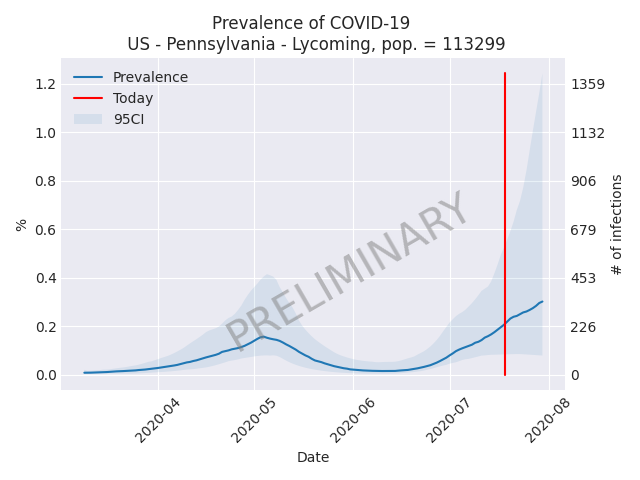 Prevalence of COVID-19
US - Pennsylvania - Lycoming, pop. = 113299
Prevalence
Today
95CI
1.2
1.0
0.8
0.6
0.4
0.2
0.0
%
1359
1132
906
679
453
226
0
# of infections
PRELIMINARY
2020-04
2020-05
2020-06
2020-07
2020-08
Date